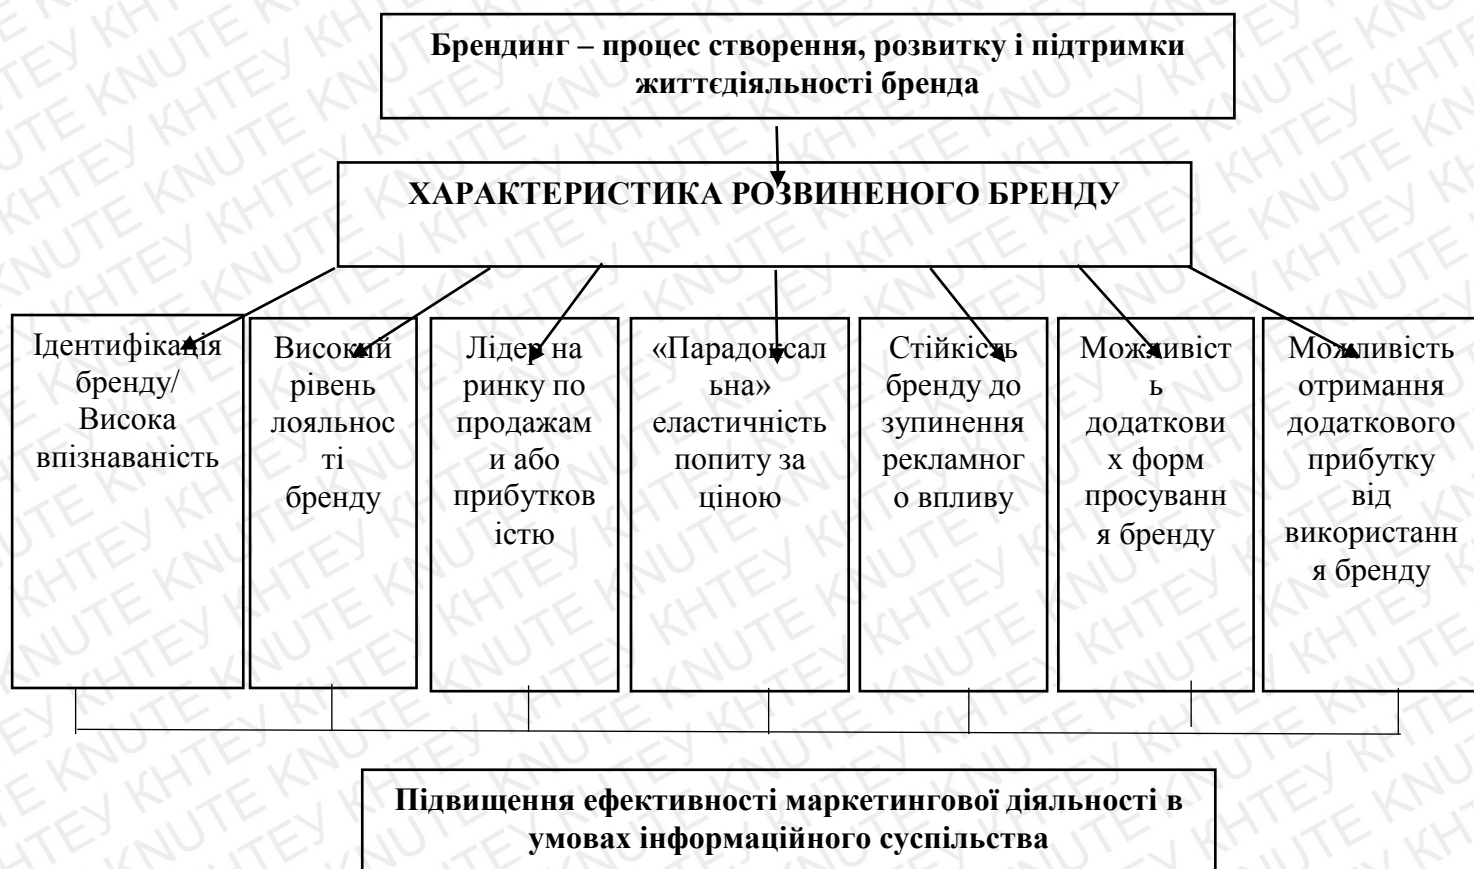 Брендинг – процес створення, розвитку і підтримки
життєдіяльності бренда
ХАРАКТЕРИСТИКА РОЗВИНЕНОГО БРЕНДУ
Ідентифікація
бренду/
Висока
впізнаваність
Високий
рівень
лояльнос
ті
бренду
Лідер на
ринку по
продажам
и або
прибутков
істю
«Парадоксал
ьна»
еластичність
попиту за
ціною
Стійкість
бренду до
зупинення
рекламног
о впливу
Можливіст
ь
додаткови
х форм
просуванн
я бренду
Можливість
отримання
додаткового
прибутку
від
використанн
я бренду
Підвищення ефективності маркетингової діяльності в
умовах інформаційного суспільства